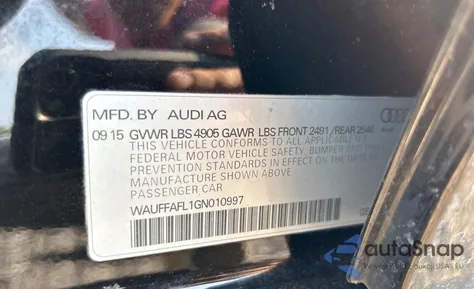 MFD. BY AUDI AG
09 15 GVWR LBS 4905 GAWR LBS FRONT 2491/REAR
THIS VEHICLE CONFORMS TO ALL APPLICABLE
FEDERAL MOTOR VEHICLE SAFETY, BUMPER AND
PREVENTION STANDARDS IN EFFECT ON THE DATE OF
MANUFACTURE SHOWN ABOVE.
PASSENGER CAR
WAUFFAFL1GN010997
Audi
autoSnap